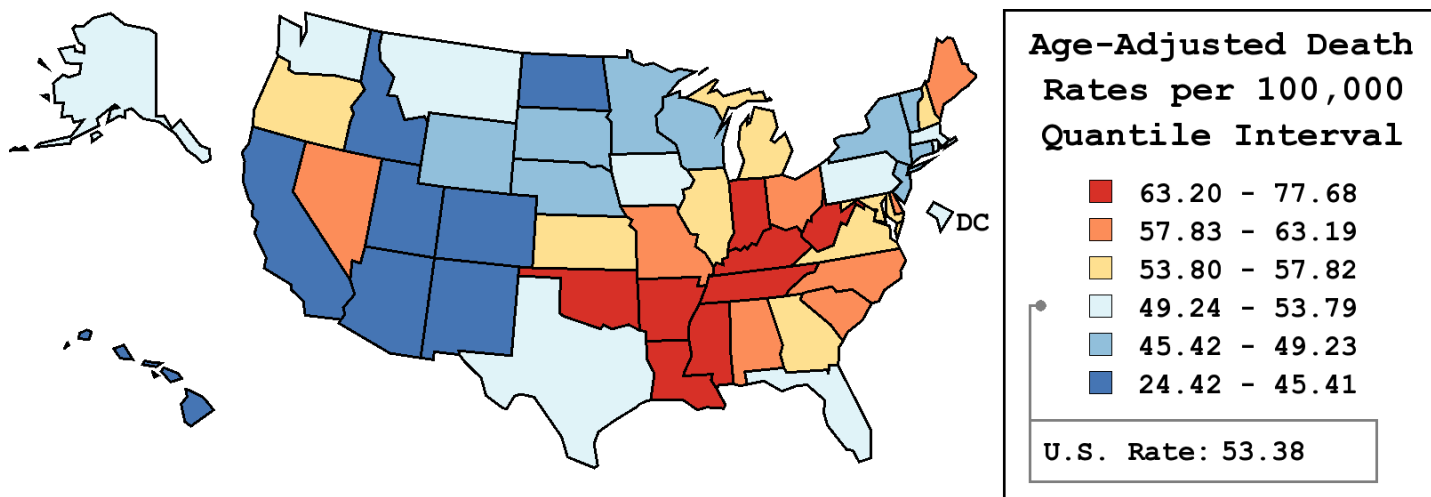 Age-Adjusted Death
Rates per 100,000
Quantile Interval
63.20 - 77.68
57.83 - 63.19
53.80 - 57.82
49.24 - 53.79
45.42 - 49.23
24.42 - 45.41
U.S. Rate: 53.38
DC